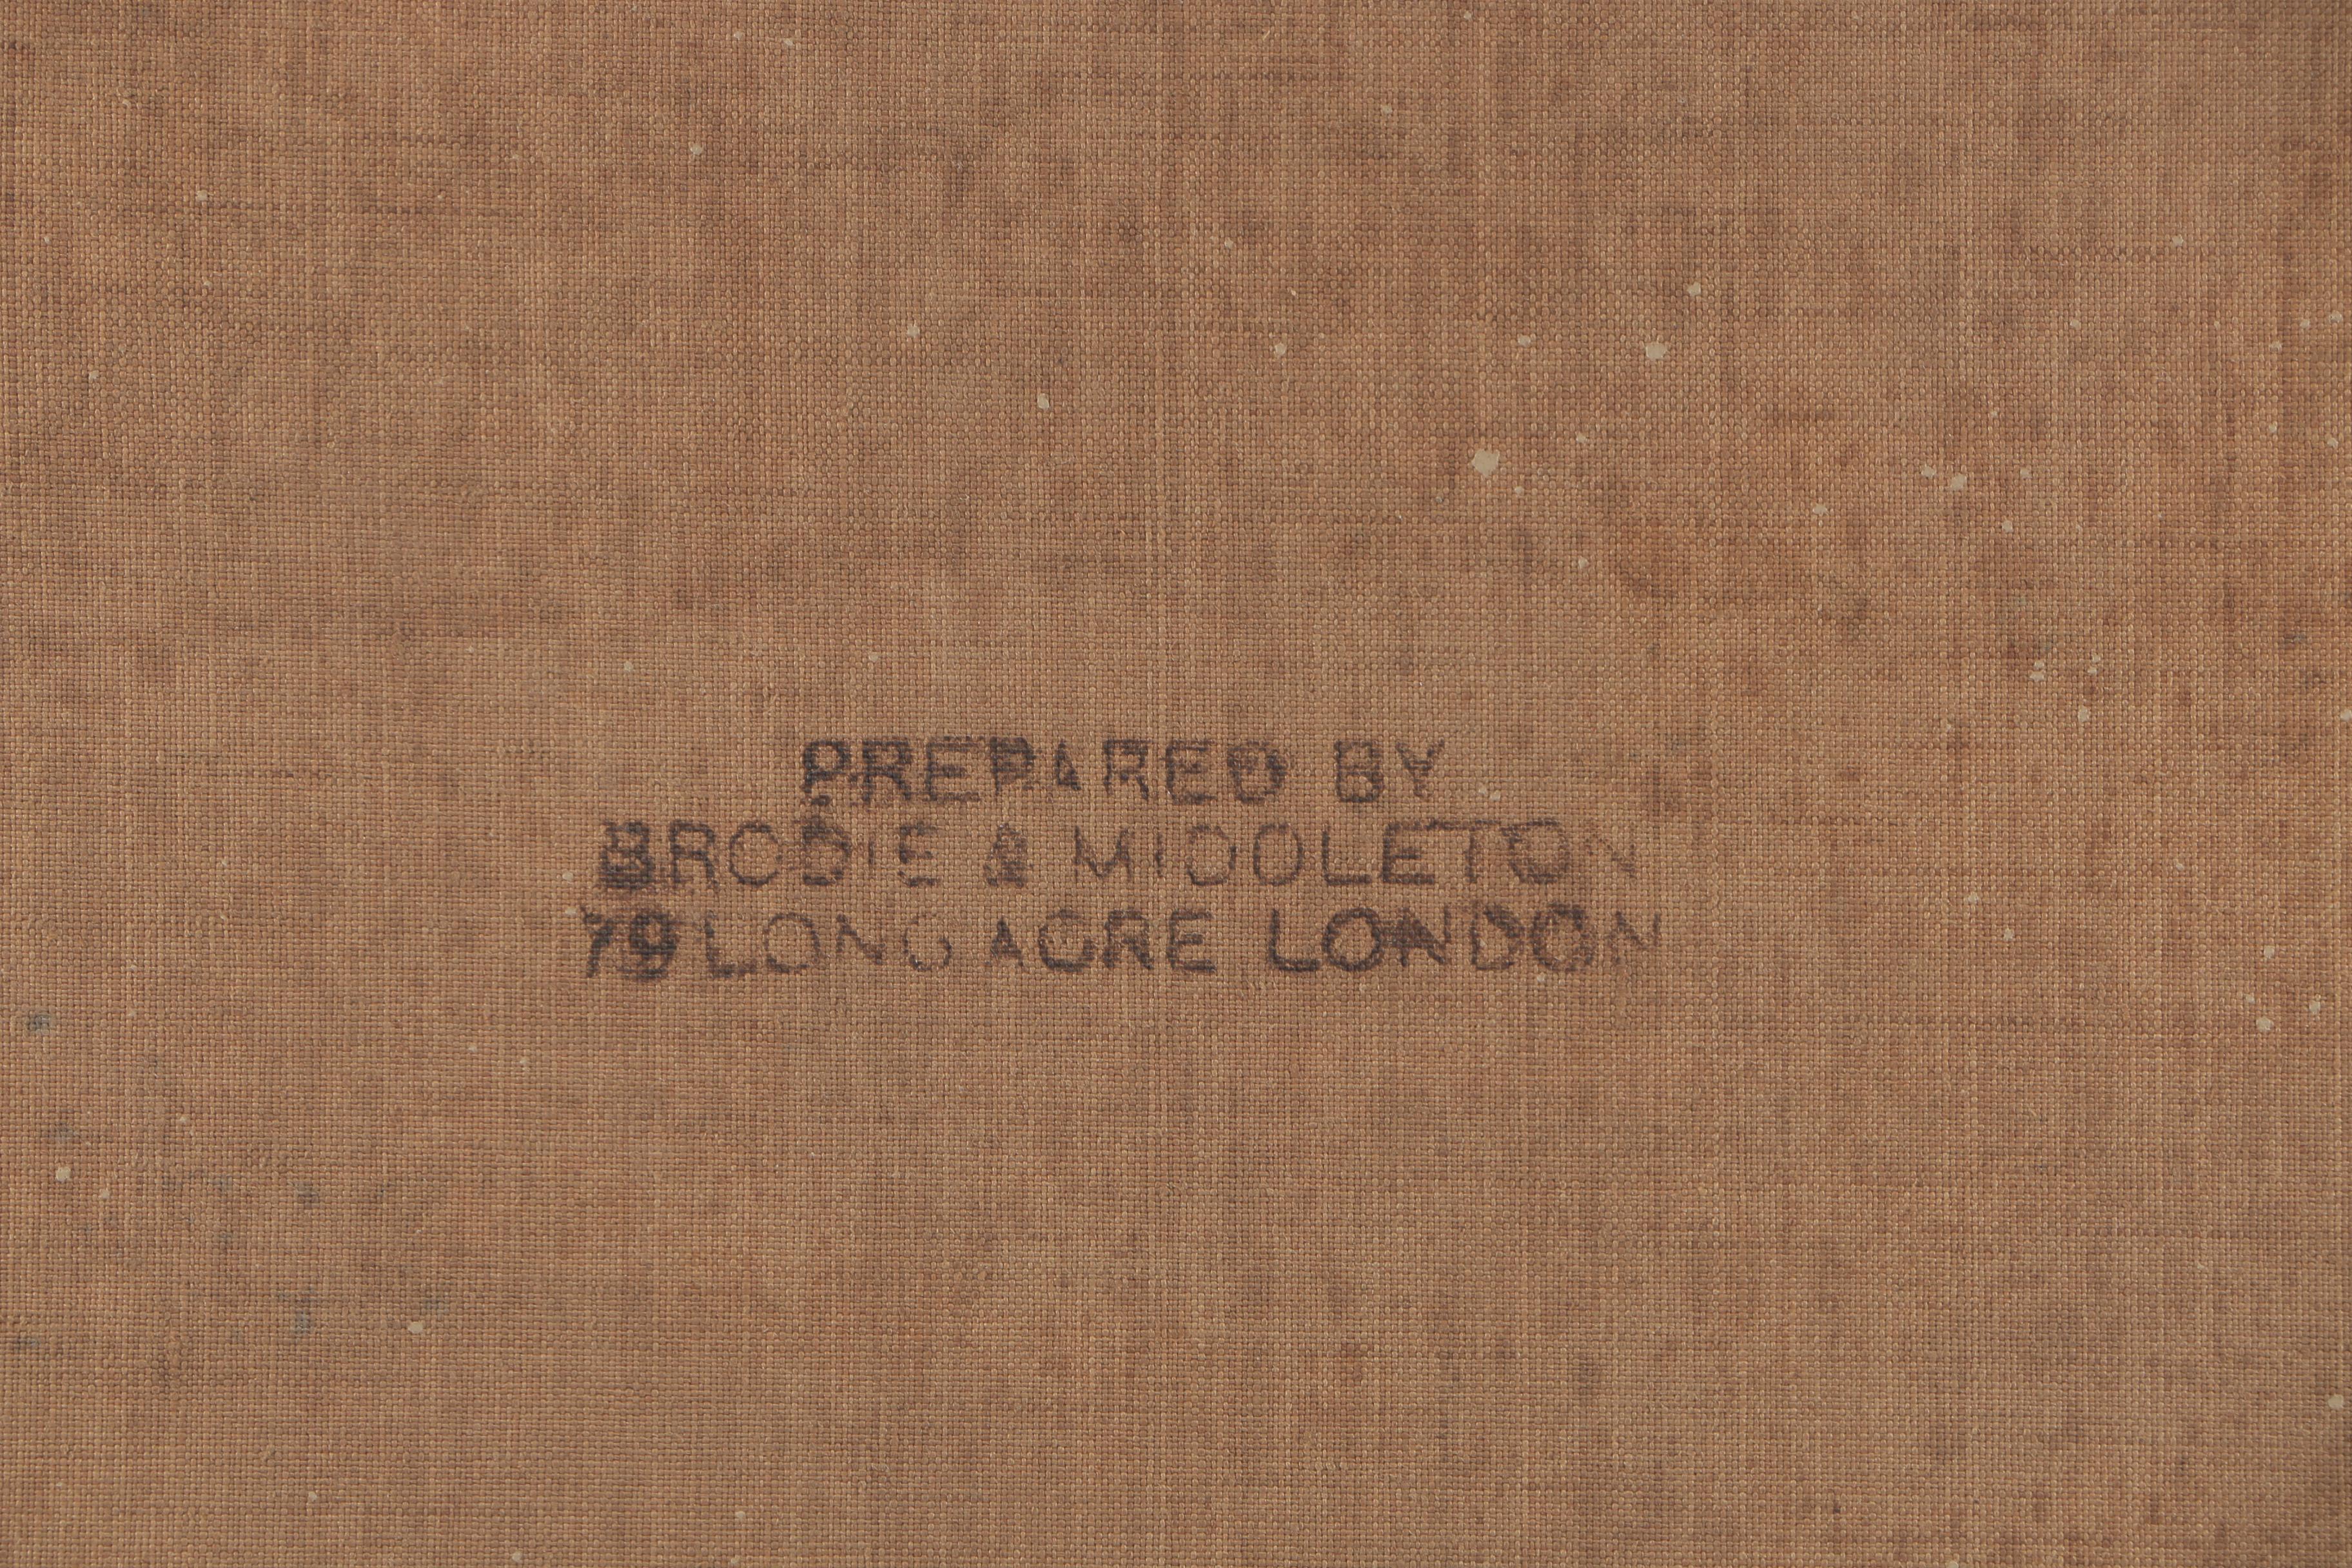 PREPARED BY
BRODIE & MIDDLETON
79 LONG ACRE LONDON